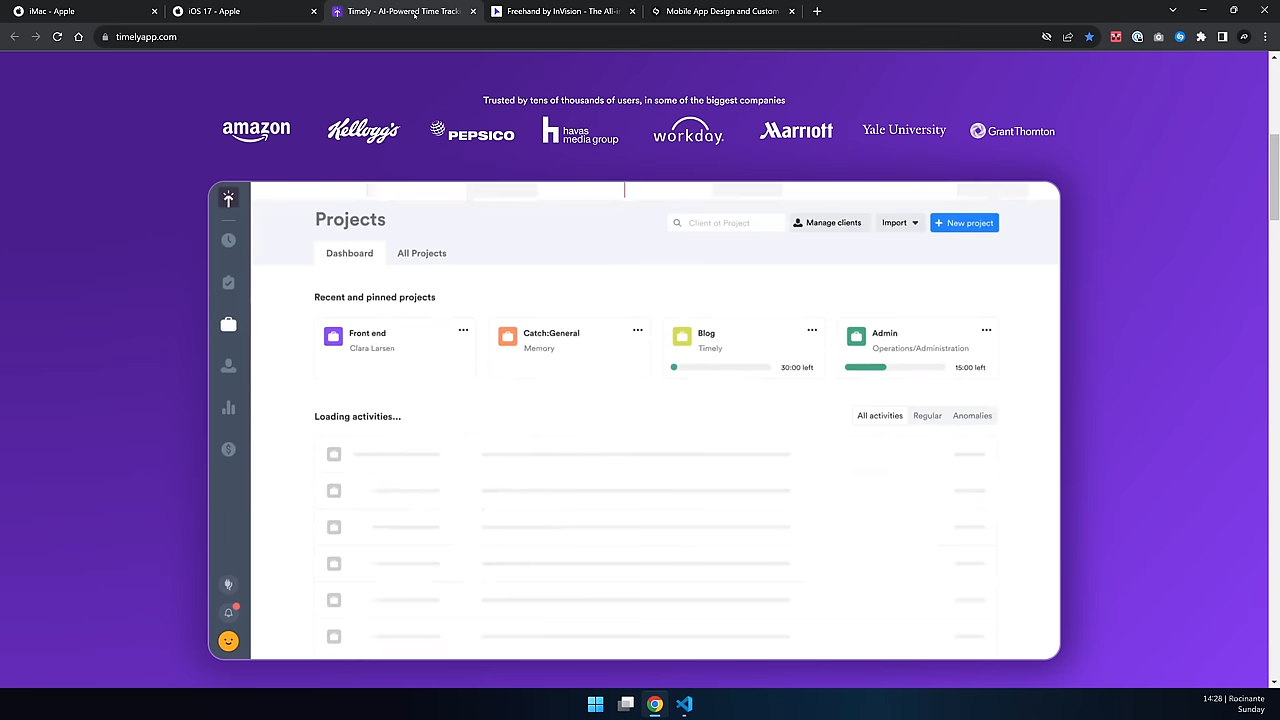 iMac - Apple
iOS 17 - Apple
Timely - AI-Powered Time Track
Freehand by InVision - The All-in
Mobile App Design and Custom
timelyapp.com
Trusted by tens of thousands of users, in some of the biggest companies
amazon
Kellogg's
PEPSICO
havas media group
workday.
Marriott
Yale University
Grant Thornton
Projects
Client ot Project
Manage clients
Import
+ New project
Dashboard
All Projects
Recent and pinned projects
Front end
Clara Larsen
Catch:General
Memory
Blog
Timely
30:00 left
Admin
Operations/Administration
15:00 left
Loading activities...
All activities
Regular
Anomalies
14:28 | Rocinante
Sunday